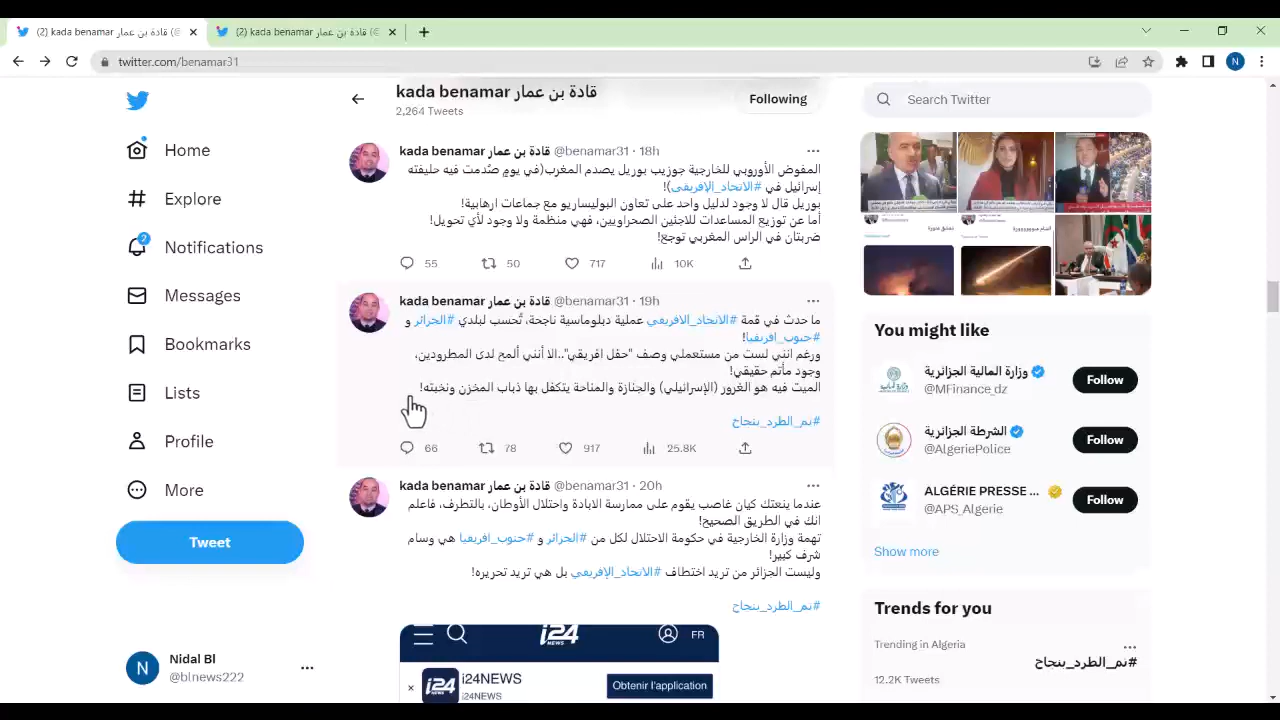 (2) kada benamar قادة بن عمار (@
(2) kada benamar قادة بن عمار (@
twitter.com/benamar31
N
kada benamar قادة بن عمار
2,264 Tweets
Following
Search Twitter
Home
Explore
2
Notifications
Messages
Bookmarks
Lists
Profile
More
Tweet
Nidal Bl
@blnews222
N
kada benamar قادة بن عمار @benamar31 · 18h
المفوض الأوروبي للخارجية جوزيب بوريل يصدم المغرب(في يوم صُدمت فيه حليفته
إسرائيل في #الاتحاد_الإفريقي)!
بوريل قال لا وجود لدليل واحد على تعاون البوليساريو مع جماعات ارهابية!
أما عن توزيع المساعدات للاجئين الصحراويين، فهي منظمة ولا وجود لأي تحويل!
ضربتان في الراس المغربي توجع!
55 50 717 10K
kada benamar قادة بن عمار @benamar31 · 19h
ما حدث في قمة #الاتحاد_الافريقي عملية دبلوماسية ناجحة، تُحسب لبلدي #الجزائر و
#جنوب_افريقيا!
ورغم انني لست من مستعملي وصف "حفل افريقي"..الا أنني ألمح لدى المطرودين،
وجود مأتم حقيقي!
الميت فيه هو الغرور (الإسرائيلي) والجنازة والمناحة يتكفل بها ذباب المخزن ونخبته!
#تم_الطرد_بنجاح
66 78 917 25.8K
kada benamar قادة بن عمار @benamar31 · 20h
عندما ينعتك كيان غاصب يقوم على ممارسة الابادة واحتلال الأوطان، بالتطرف، فاعلم
انك في الطريق الصحيح!
تهمة وزارة الخارجية في حكومة الاحتلال لكل من #الجزائر و #جنوب_افريقيا هي وسام
شرف كبير!
وليست الجزائر من تريد اختطاف #الاتحاد_الإفريقي بل هي تريد تحريره!
#تم_الطرد_بنجاح
i24
NEWS
FR
i24NEWS
i24NEWS
Obtenir l'application
You might like
وزارة المالية الجزائرية
@MFinance_dz
Follow
الشرطة الجزائرية
@AlgeriePolice
Follow
ALGÉRIE PRESSE ...
@APS_Algerie
Follow
Show more
Trends for you
Trending in Algeria
#تم_الطرد_بنجاح
12.2K Tweets